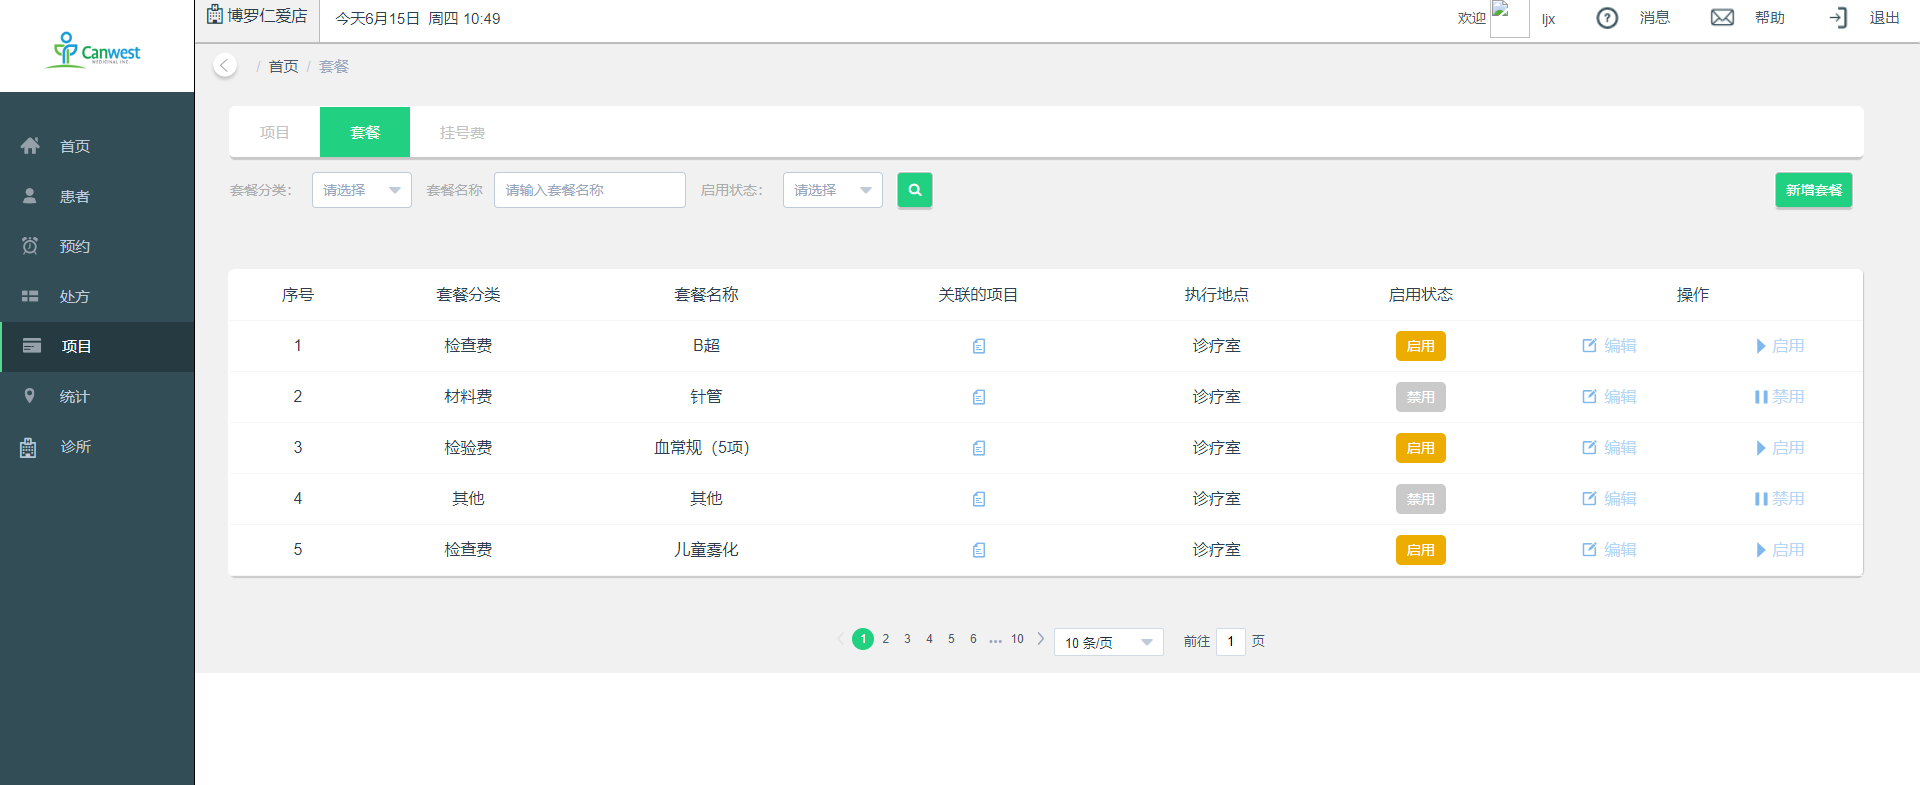 Canwest
MEDICINAL INC.
博罗仁爱店
今天6月15日 周四 10:49
欢迎 ljx ? 消息 帮助 退出
/ 首页 / 套餐
首页
患者
预约
处方
项目
统计
诊所
项目 套餐 挂号费
套餐分类: 请选择 套餐名称 请输入套餐名称 启用状态: 请选择 新增套餐
序号 套餐分类 套餐名称 关联的项目 执行地点 启用状态 操作
1 检查费 B超 诊疗室 启用 编辑 启用
2 材料费 针管 诊疗室 禁用 编辑 禁用
3 检验费 血常规（5项） 诊疗室 启用 编辑 启用
4 其他 其他 诊疗室 禁用 编辑 禁用
5 检查费 儿童雾化 诊疗室 启用 编辑 启用
1 2 3 4 5 6 ... 10 10 条/页 前往 1 页